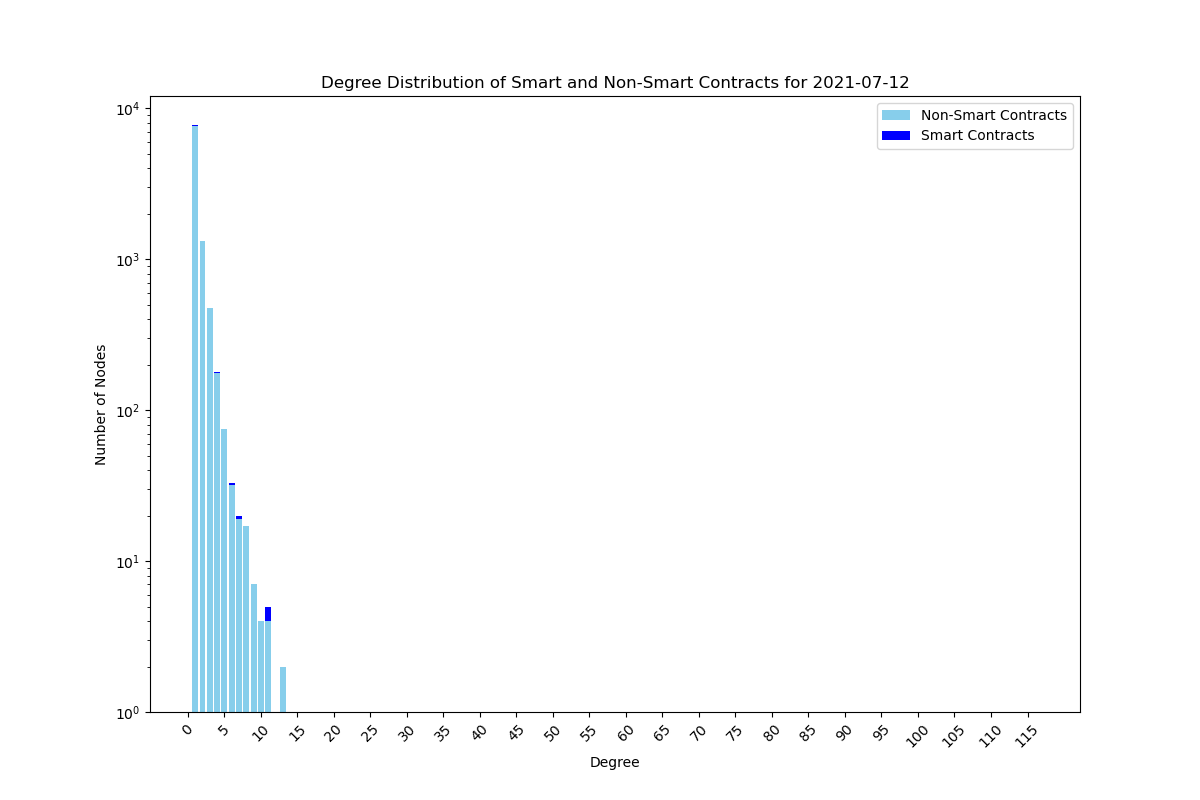 Degree Distribution of Smart and Non-Smart Contracts for 2021-07-12
Non-Smart Contracts
Smart Contracts
Number of Nodes
10⁴
10³
10²
10¹
10⁰
0 5 10 15 20 25 30 35 40 45 50 55 60 65 70 75 80 85 90 95 100 105 110 115
Degree